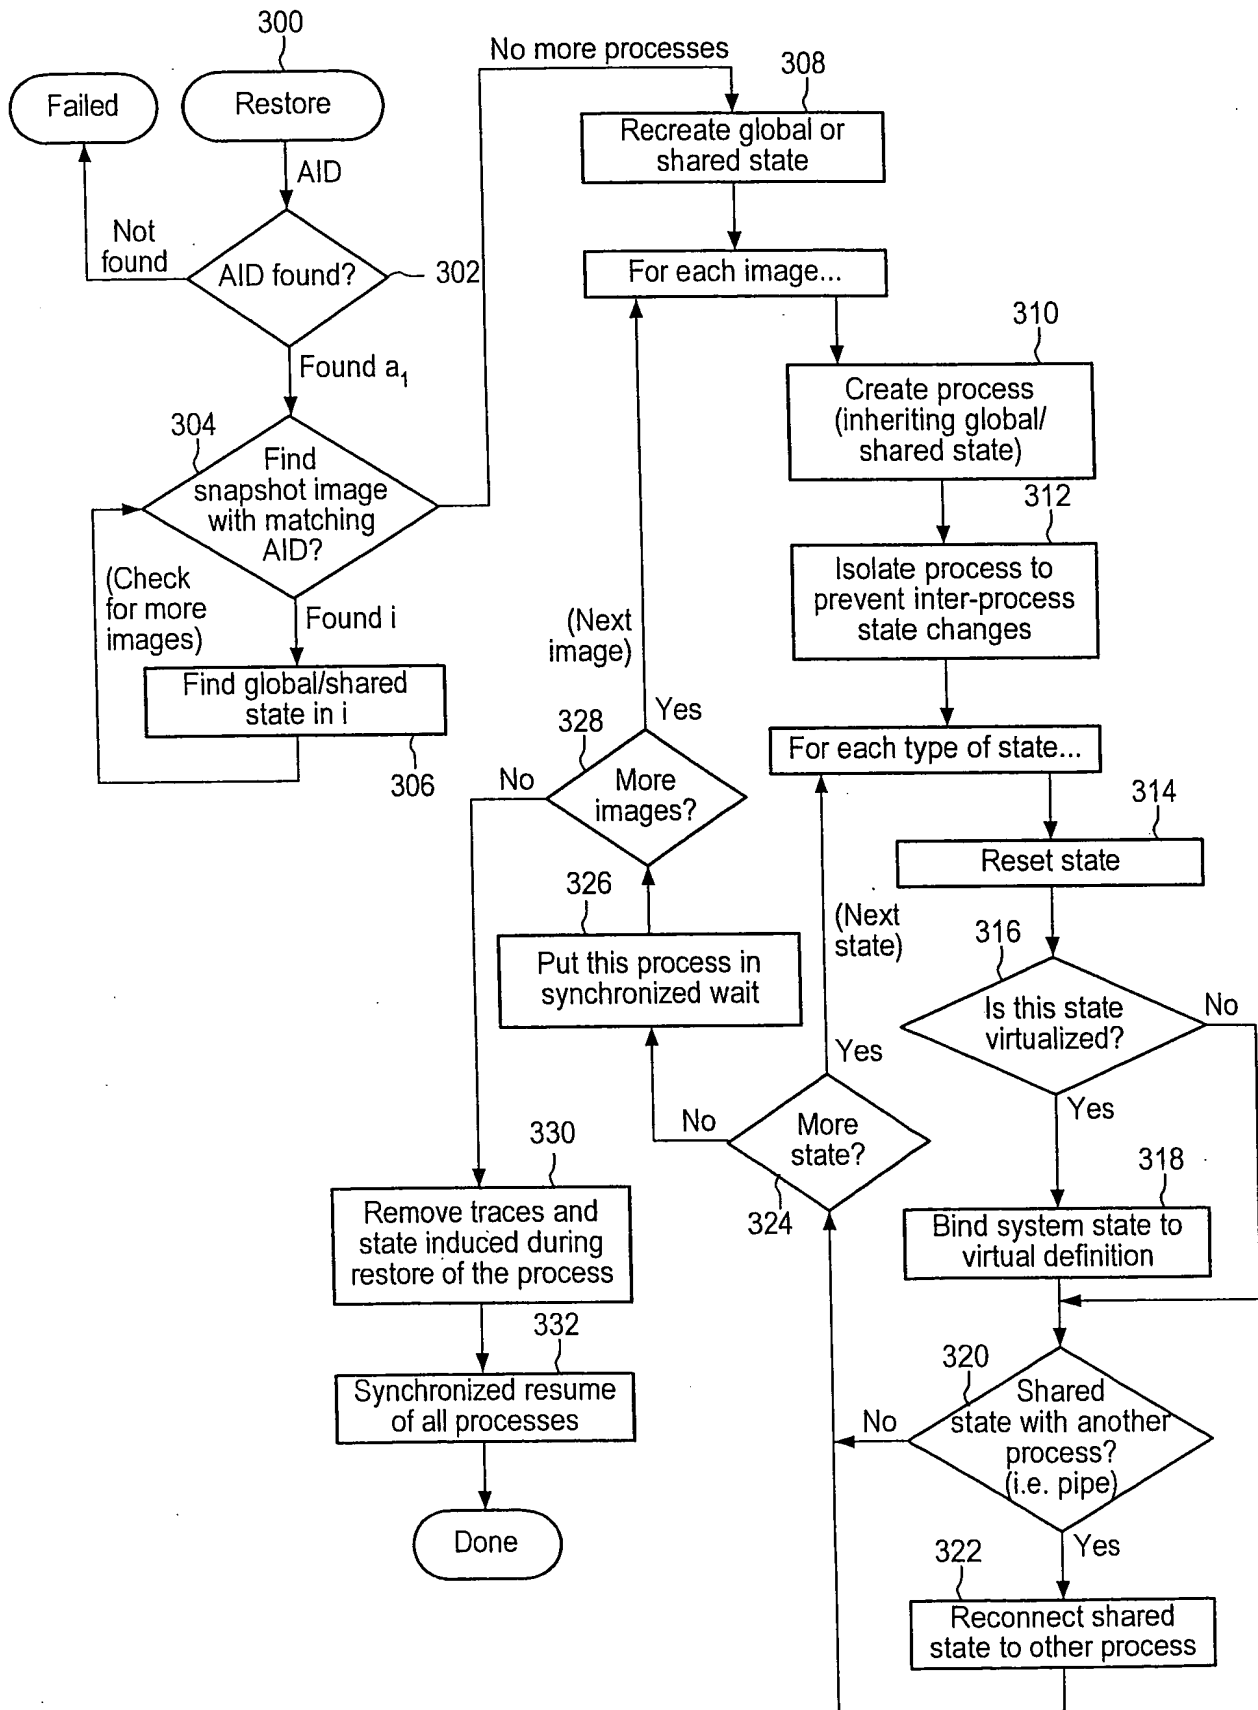 300
Failed
Restore
AID
Not
found
AID found?
302
Found a1
304
Find
snapshot image
with matching
AID?
(Check
for more
images)
Found i
Find global/shared
state in i
306
No more processes
308
Recreate global or
shared state
For each image...
310
Create process
(inheriting global/
shared state)
312
Isolate process to
prevent inter-process
state changes
For each type of state...
314
Reset state
316
Is this state
virtualized?
No
Yes
318
Bind system state to
virtual definition
320
Shared
state with another
process?
(i.e. pipe)
No
Yes
322
Reconnect shared
state to other process
(Next
state)
Yes
More
state?
324
No
326
Put this process in
synchronized wait
328
More
images?
Yes
(Next
image)
No
330
Remove traces and
state induced during
restore of the process
332
Synchronized resume
of all processes
Done